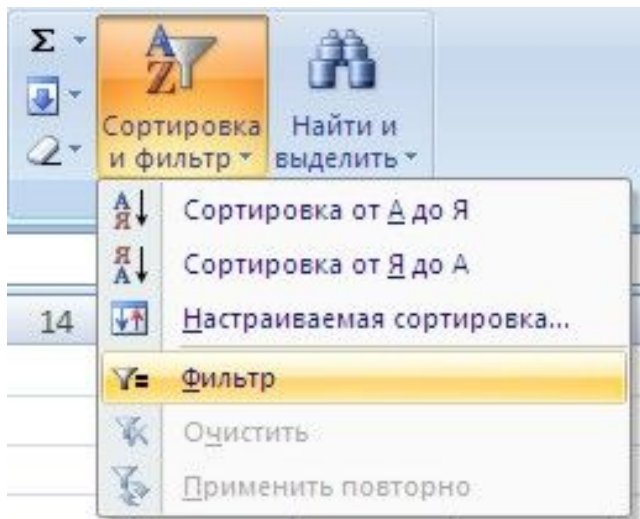 Σ
A
Z
Сортировка
и фильтр
Найти и
выделить
А
Я
Сортировка от А до Я
Я
А
Сортировка от Я до А
14
Настраиваемая сортировка...
Фильтр
Очистить
Применить повторно